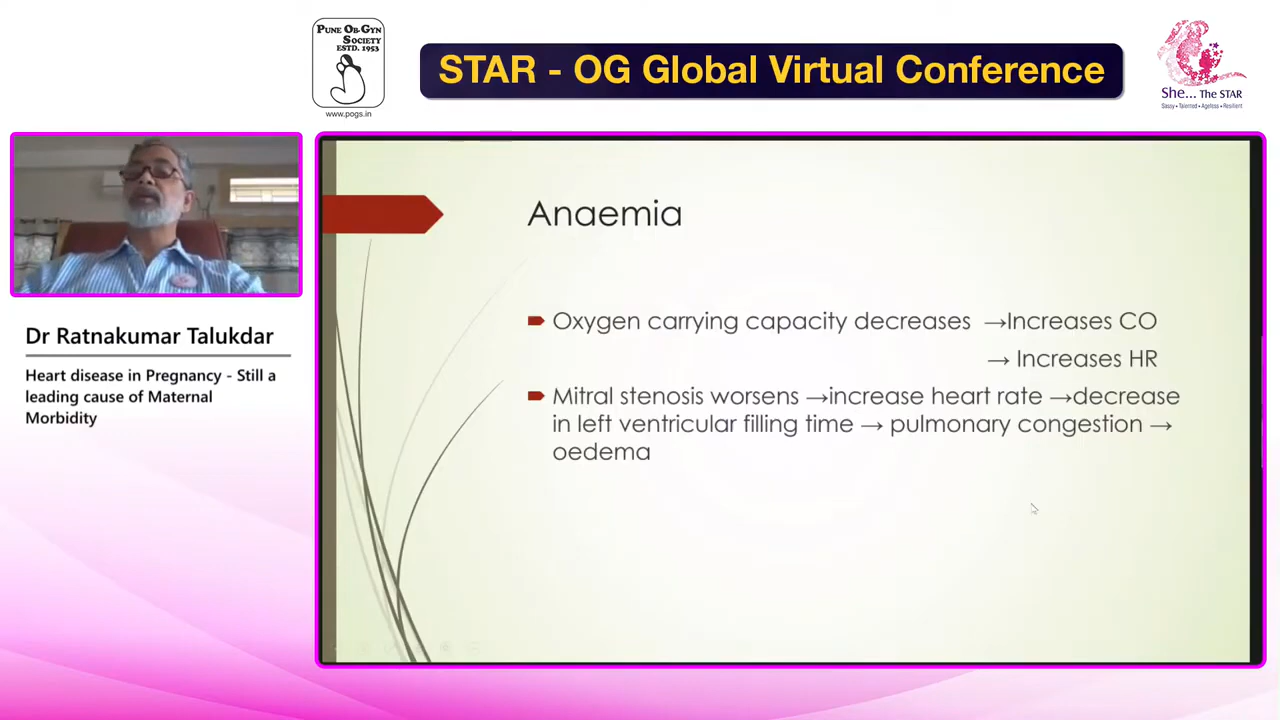 PUNE OB-GYN
SOCIETY
ESTD. 1953
www.pogs.in
STAR - OG Global Virtual Conference
She... The STAR
Sassy • Talented • Ageless • Resilient
Dr Ratnakumar Talukdar
Heart disease in Pregnancy - Still a
leading cause of Maternal
Morbidity
Anaemia
Oxygen carrying capacity decreases →Increases CO
→ Increases HR
Mitral stenosis worsens →increase heart rate →decrease
in left ventricular filling time → pulmonary congestion →
oedema